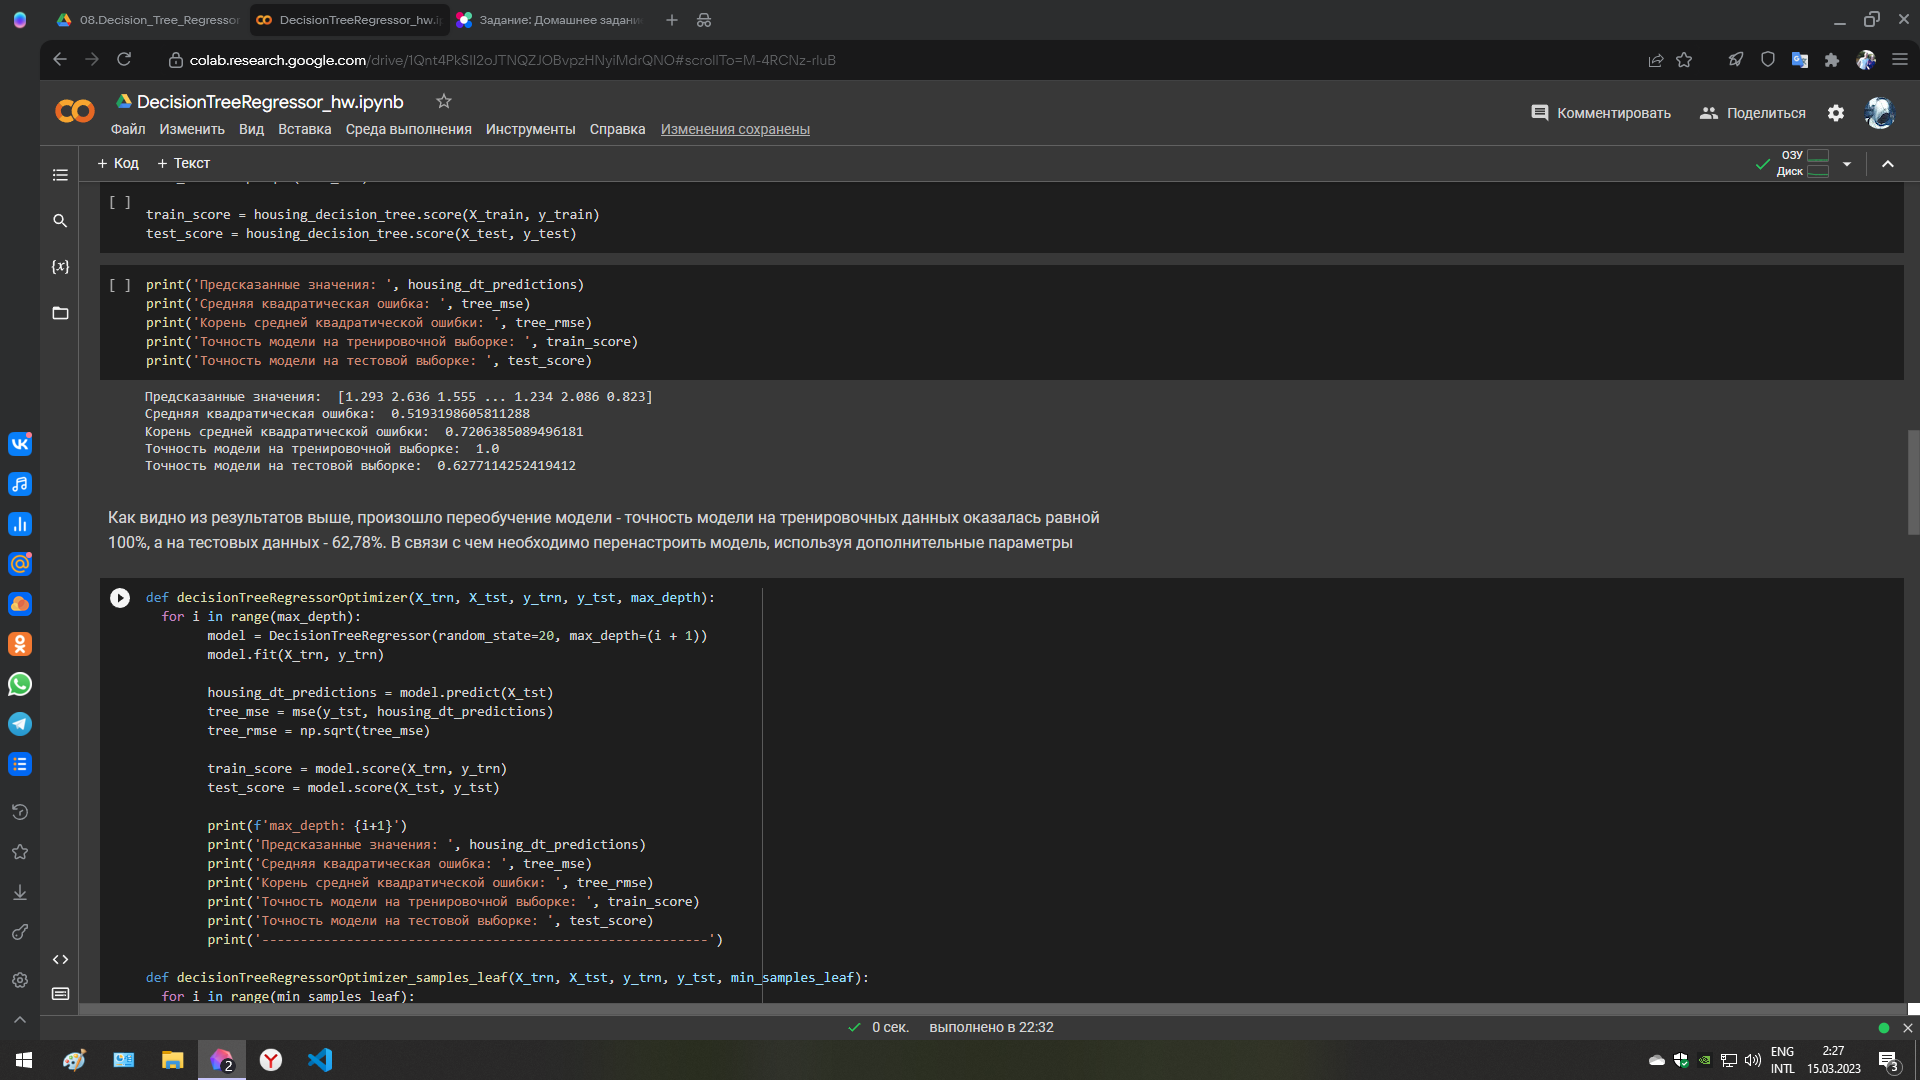 08.Decision_Tree_Regressor
DecisionTreeRegressor_hw.i
Задание: Домашнее задани
colab.research.google.com/drive/1Qnt4PkSlI2oJTNQZJOBvpzHNyiMdrQNO#scrollTo=M-4RCNz-rluB
DecisionTreeRegressor_hw.ipynb
Комментировать
Поделиться
Файл Изменить Вид Вставка Среда выполнения Инструменты Справка Изменения сохранены
+ Код + Текст
ОЗУ
Диск
[ ]
train_score = housing_decision_tree.score(X_train, y_train)
test_score = housing_decision_tree.score(X_test, y_test)
[ ] print('Предсказанные значения: ', housing_dt_predictions)
print('Средняя квадратическая ошибка: ', tree_mse)
print('Корень средней квадратической ошибки: ', tree_rmse)
print('Точность модели на тренировочной выборке: ', train_score)
print('Точность модели на тестовой выборке: ', test_score)
Предсказанные значения:  [1.293 2.636 1.555 ... 1.234 2.086 0.823]
Средняя квадратическая ошибка:  0.5193198605811288
Корень средней квадратической ошибки:  0.7206385089496181
Точность модели на тренировочной выборке:  1.0
Точность модели на тестовой выборке:  0.6277114252419412
Как видно из результатов выше, произошло переобучение модели - точность модели на тренировочных данных оказалась равной
100%, а на тестовых данных - 62,78%. В связи с чем необходимо перенастроить модель, используя дополнительные параметры
def decisionTreeRegressorOptimizer(X_trn, X_tst, y_trn, y_tst, max_depth):
for i in range(max_depth):
model = DecisionTreeRegressor(random_state=20, max_depth=(i + 1))
model.fit(X_trn, y_trn)
housing_dt_predictions = model.predict(X_tst)
tree_mse = mse(y_tst, housing_dt_predictions)
tree_rmse = np.sqrt(tree_mse)
train_score = model.score(X_trn, y_trn)
test_score = model.score(X_tst, y_tst)
print(f'max_depth: {i+1}')
print('Предсказанные значения: ', housing_dt_predictions)
print('Средняя квадратическая ошибка: ', tree_mse)
print('Корень средней квадратической ошибки: ', tree_rmse)
print('Точность модели на тренировочной выборке: ', train_score)
print('Точность модели на тестовой выборке: ', test_score)
print('----------------------------------------------------------')
def decisionTreeRegressorOptimizer_samples_leaf(X_trn, X_tst, y_trn, y_tst, min_samples_leaf):
for i in range(min_samples_leaf):
0 сек. выполнено в 22:32
2
ENG
INTL
2:27
15.03.2023
3